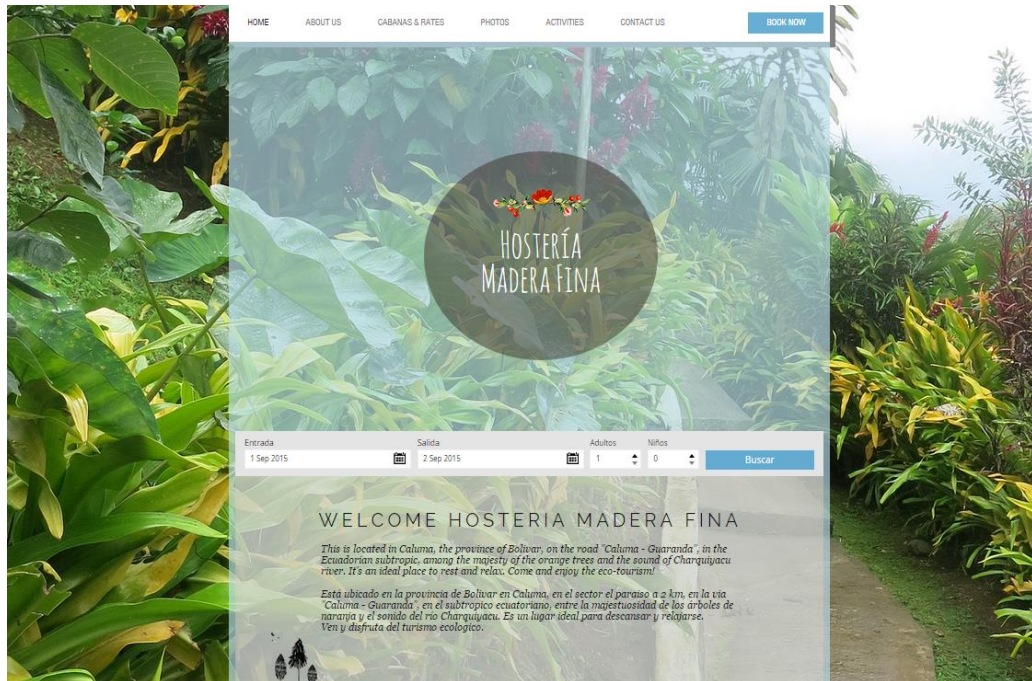 HOME ABOUT US CABANAS & RATES PHOTOS ACTIVITIES CONTACT US BOOK NOW
HOSTERÍA
MADERA FINA
Entrada Salida Adultos Niños
1 Sep 2015 2 Sep 2015 1 0 Buscar
WELCOME HOSTERIA MADERA FINA
This is located in Caluma, the province of Bolivar, on the road "Caluma - Guaranda", in the
Ecuadorian subtropic, among the majesty of the orange trees and the sound of Charquiyacu
river. It's an ideal place to rest and relax. Come and enjoy the eco-tourism!
Está ubicado en la provincia de Bolívar en Caluma, en el sector el paraiso a 2 km, en la via
"Caluma - Guaranda", en el subtropico ecuatoriano, entre la majestuosidad de los árboles de
naranja y el sonido del río Charquiyacu. Es un lugar ideal para descansar y relajarse.
Ven y disfruta del turismo ecologico.